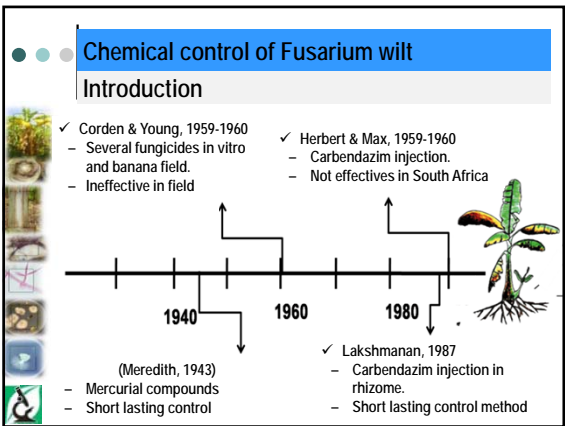 Chemical control of Fusarium wilt
Introduction
✓ Corden & Young, 1959-1960
– Several fungicides in vitro
and banana field.
– Ineffective in field
✓ Herbert & Max, 1959-1960
– Carbendazim injection.
– Not effectives in South Africa
1940
1960
1980
(Meredith, 1943)
– Mercurial compounds
– Short lasting control
✓ Lakshmanan, 1987
– Carbendazim injection in
rhizome.
– Short lasting control method